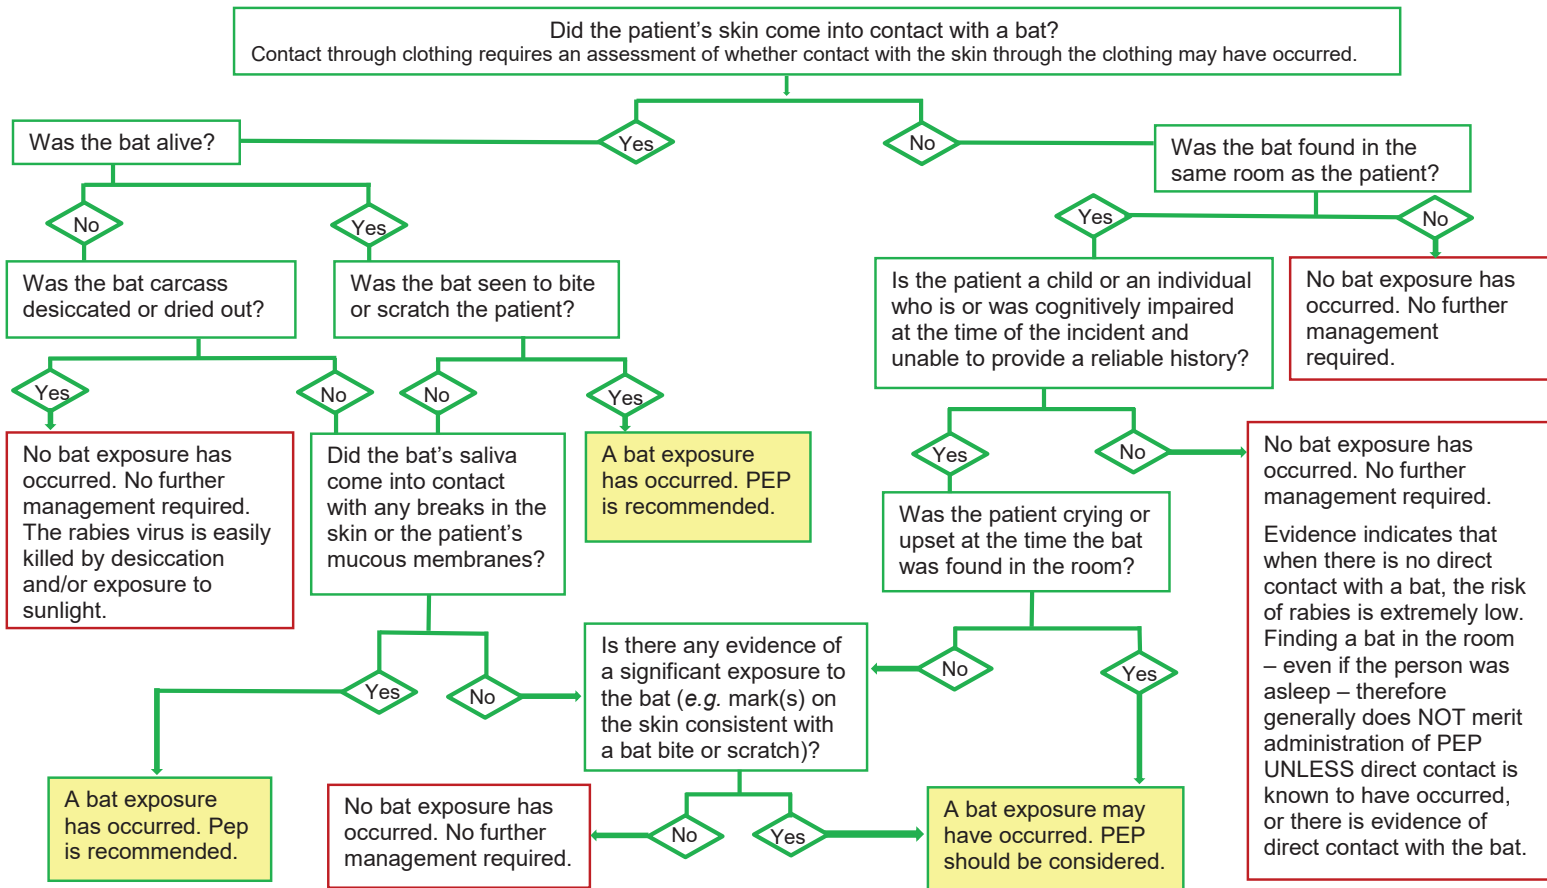 Did the patient’s skin come into contact with a bat?
Contact through clothing requires an assessment of whether contact with the skin through the clothing may have occurred.
Yes
No
Was the bat alive?
Was the bat found in the
same room as the patient?
No
Yes
Yes
No
Was the bat carcass
desiccated or dried out?
Was the bat seen to bite
or scratch the patient?
Is the patient a child or an individual
who is or was cognitively impaired
at the time of the incident and
unable to provide a reliable history?
No bat exposure has
occurred. No further
management
required.
Yes
No
No
Yes
Yes
No
No bat exposure has
occurred. No further
management required.
The rabies virus is easily
killed by desiccation
and/or exposure to
sunlight.
Did the bat’s saliva
come into contact
with any breaks in the
skin or the patient’s
mucous membranes?
A bat exposure
has occurred. PEP
is recommended.
Was the patient crying or
upset at the time the bat
was found in the room?
No bat exposure has
occurred. No further
management required.
Evidence indicates that
when there is no direct
contact with a bat, the risk
of rabies is extremely low.
Finding a bat in the room
– even if the person was
asleep – therefore
generally does NOT merit
administration of PEP
UNLESS direct contact is
known to have occurred,
or there is evidence of
direct contact with the bat.
Yes
No
No
Yes
Is there any evidence of
a significant exposure to
the bat (e.g. mark(s) on
the skin consistent with
a bat bite or scratch)?
A bat exposure
has occurred. Pep
is recommended.
No bat exposure has
occurred. No further
management required.
No
Yes
A bat exposure may
have occurred. PEP
should be considered.